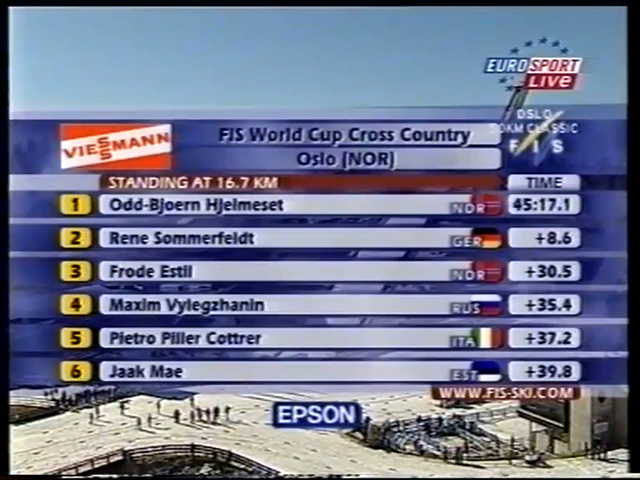 EUROSPORT
LIVE
OSLO
50KM CLASSIC
FIS
VIESSMANN
FIS World Cup Cross Country
Oslo (NOR)
STANDING AT 16.7 KM TIME
1 Odd-Bjoern Hjelmeset NOR 45:17.1
2 Rene Sommerfeldt GER +8.6
3 Frode Estil NOR +30.5
4 Maxim Vylegzhanin RUS +35.4
5 Pietro Piller Cottrer ITA +37.2
6 Jaak Mae EST +39.8
WWW.FIS-SKI.COM
EPSON